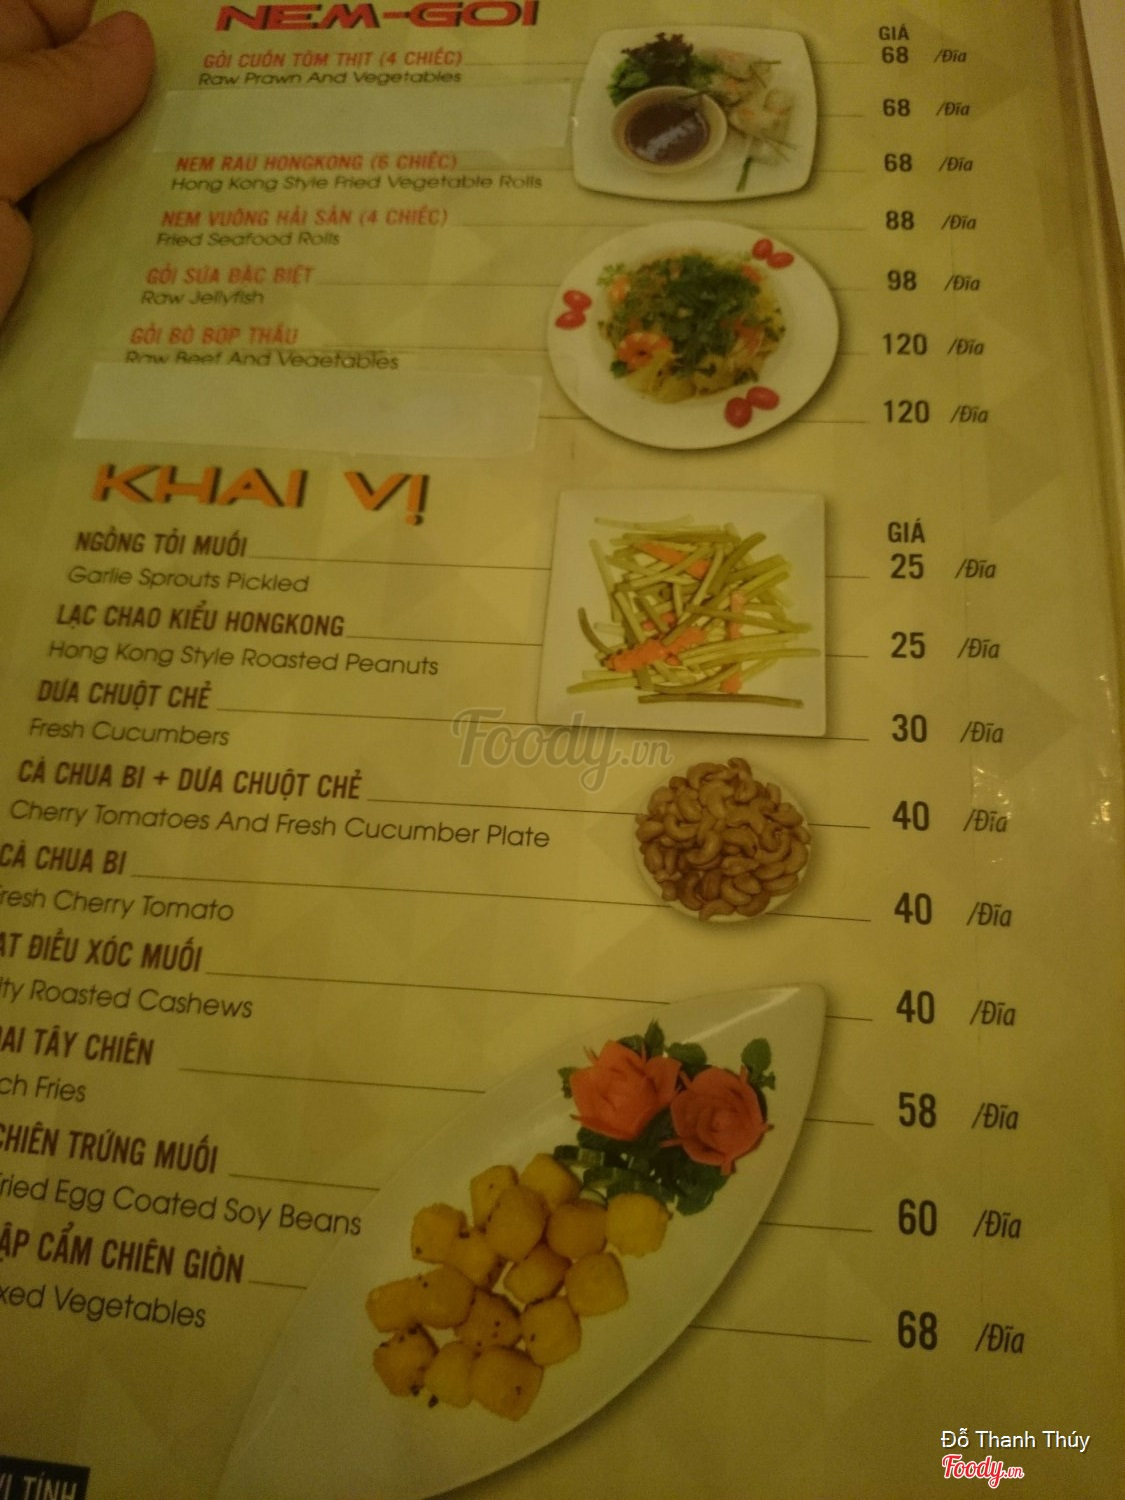 NEM-GỎI
GIÁ
GỎI CUỐN TÔM THỊT (4 CHIẾC) 68 /Đĩa
Raw Prawn And Vegetables
68 /Đĩa
NEM RAU HONGKONG (6 CHIẾC) 68 /Đĩa
Hong Kong Style Fried Vegetable Rolls
NEM VUÔNG HẢI SẢN (4 CHIẾC) 88 /Đĩa
Fried Seafood Rolls
GỎI SỨA ĐẶC BIỆT 98 /Đĩa
Raw Jellyfish
GỎI BÒ BÓP THẤU 120 /Đĩa
Raw Beef And Vegetables
120 /Đĩa
KHAI VỊ
GIÁ
NGỒNG TỎI MUỐI 25 /Đĩa
Garlie Sprouts Pickled
LẠC CHAO KIỂU HONGKONG 25 /Đĩa
Hong Kong Style Roasted Peanuts
DƯA CHUỘT CHẺ 30 /Đĩa
Fresh Cucumbers
CÀ CHUA BI + DƯA CHUỘT CHẺ 40 /Đĩa
Cherry Tomatoes And Fresh Cucumber Plate
CÀ CHUA BI 40 /Đĩa
Fresh Cherry Tomato
ẠT ĐIỀU XÓC MUỐI 40 /Đĩa
lty Roasted Cashews
OAI TÂY CHIÊN 58 /Đĩa
ch Fries
CHIÊN TRỨNG MUỐI 60 /Đĩa
ried Egg Coated Soy Beans
ẬP CẨM CHIÊN GIÒN 68 /Đĩa
xed Vegetables
VỊ TÍNH
Foody.vn
Đỗ Thanh Thúy
Foody.vn